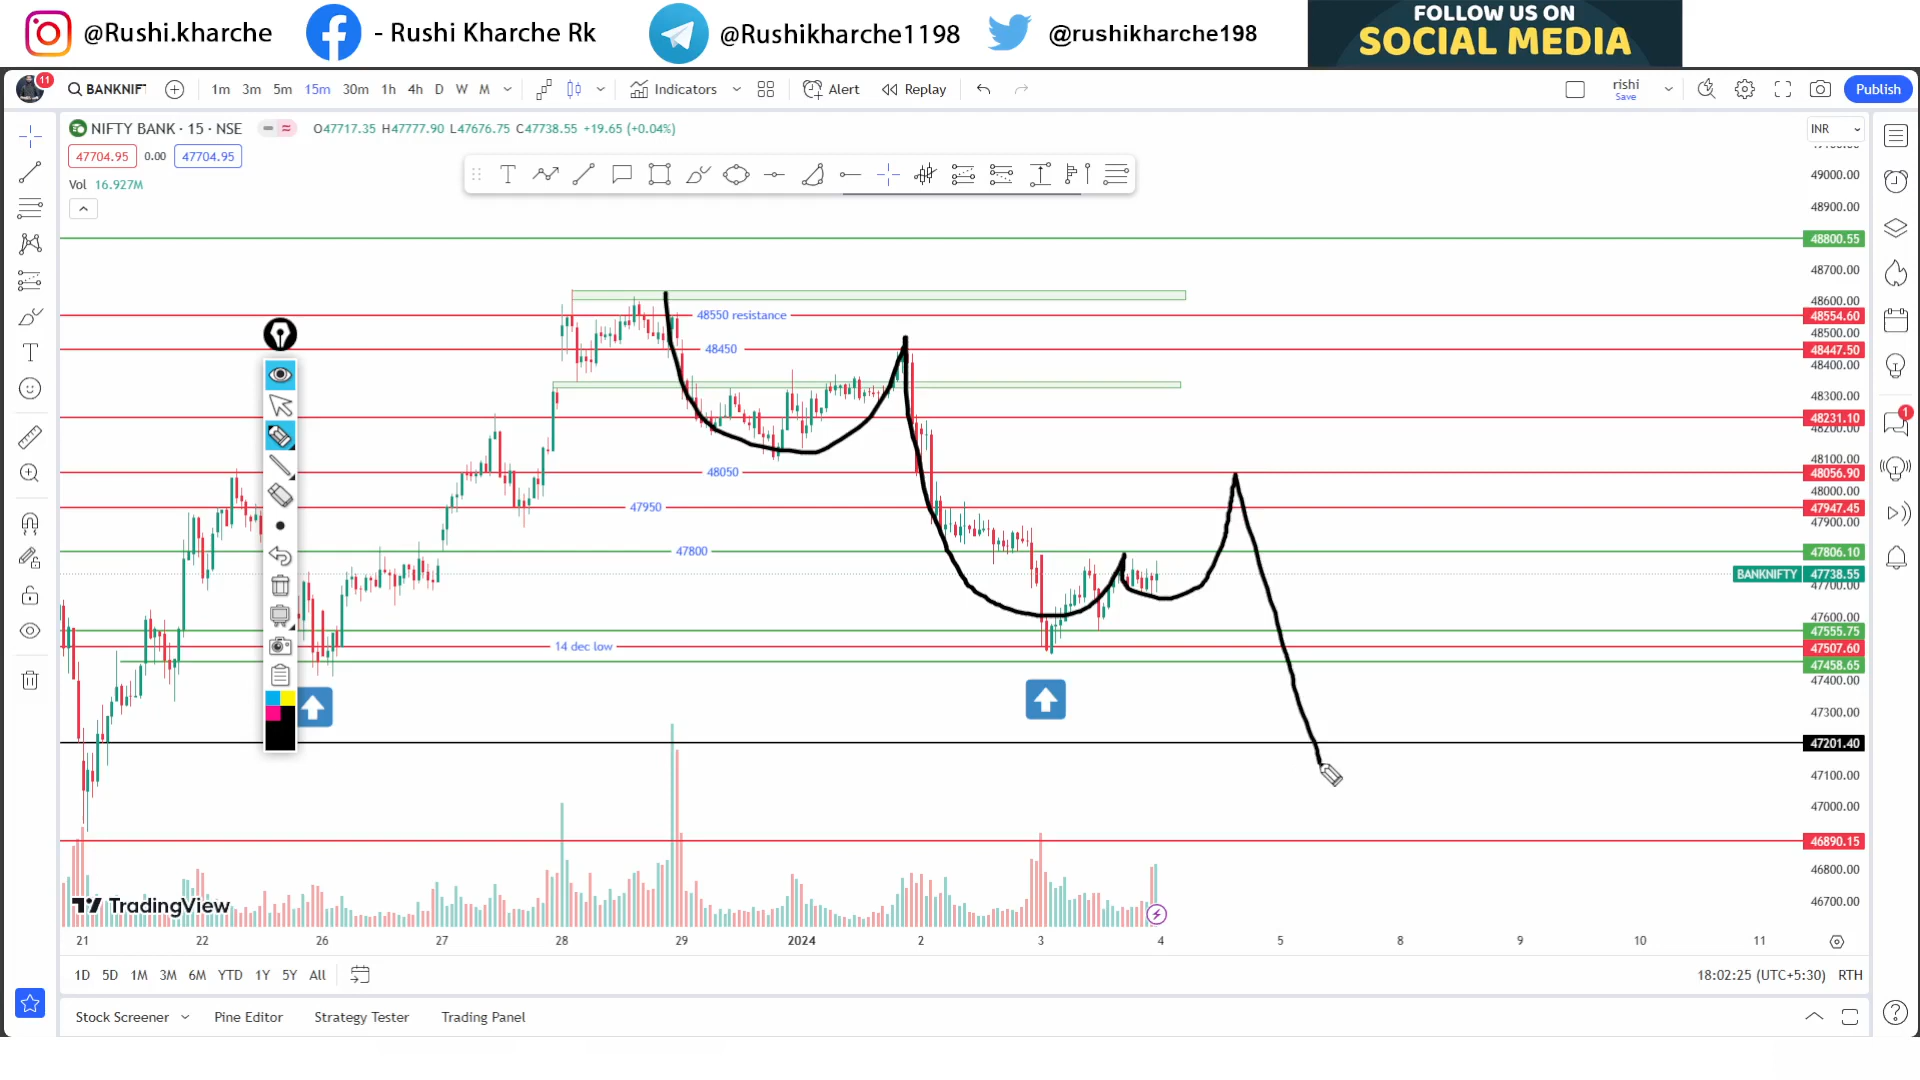 @Rushi.kharche
- Rushi Kharche Rk
@Rushikharche1198
@rushikharche198
FOLLOW US ON
SOCIAL MEDIA
11
BANKNIFT
1m 3m 5m 15m 30m 1h 4h D W M
Indicators
Alert
Replay
rishi
Save
Publish
NIFTY BANK · 15 · NSE
O47717.35 H47777.90 L47676.75 C47738.55 +19.65 (+0.04%)
INR
47704.95 0.00 47704.95
Vol 16.927M
49000.00
48900.00
48800.55
48700.00
48600.00
48550 resistance
48554.60
48500.00
48450
48447.50
48400.00
48300.00
48231.10
48200.00
48100.00
48050
48056.90
48000.00
47950
47947.45
47900.00
47800
47806.10
BANKNIFTY 47738.55
47700.00
47600.00
47555.75
14 dec low
47507.60
47458.65
47400.00
47300.00
47201.40
47100.00
47000.00
46890.15
46800.00
46700.00
1
TradingView
21 22 26 27 28 29 2024 2 3 4 5 8 9 10 11
1D 5D 1M 3M 6M YTD 1Y 5Y All
18:02:25 (UTC+5:30) RTH
Stock Screener Pine Editor Strategy Tester Trading Panel